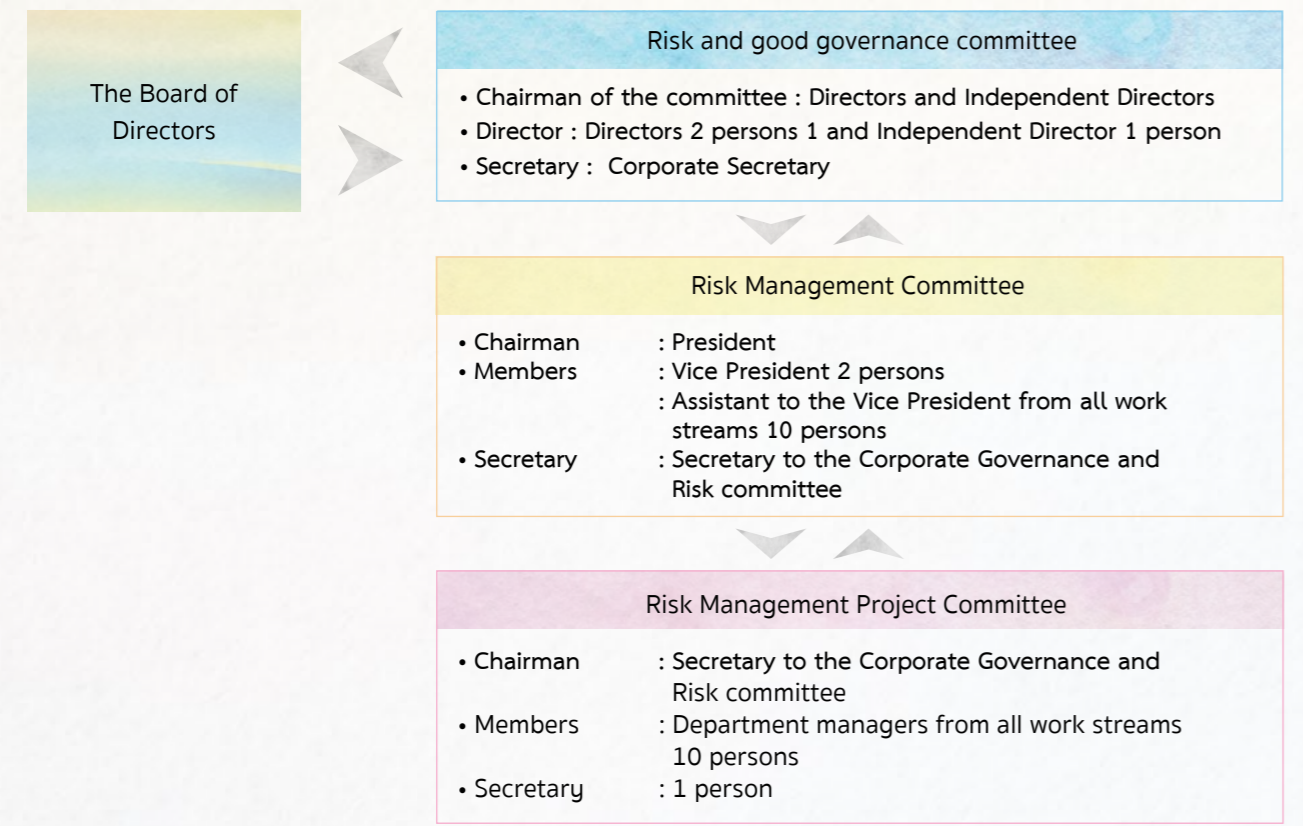 The Board of
Directors
Risk and good governance committee
• Chairman of the committee : Directors and Independent Directors
• Director : Directors 2 persons 1 and Independent Director 1 person
• Secretary : Corporate Secretary
Risk Management Committee
• Chairman : President
• Members : Vice President 2 persons
: Assistant to the Vice President from all work
streams 10 persons
• Secretary : Secretary to the Corporate Governance and
Risk committee
Risk Management Project Committee
• Chairman : Secretary to the Corporate Governance and
Risk committee
• Members : Department managers from all work streams
10 persons
• Secretary : 1 person